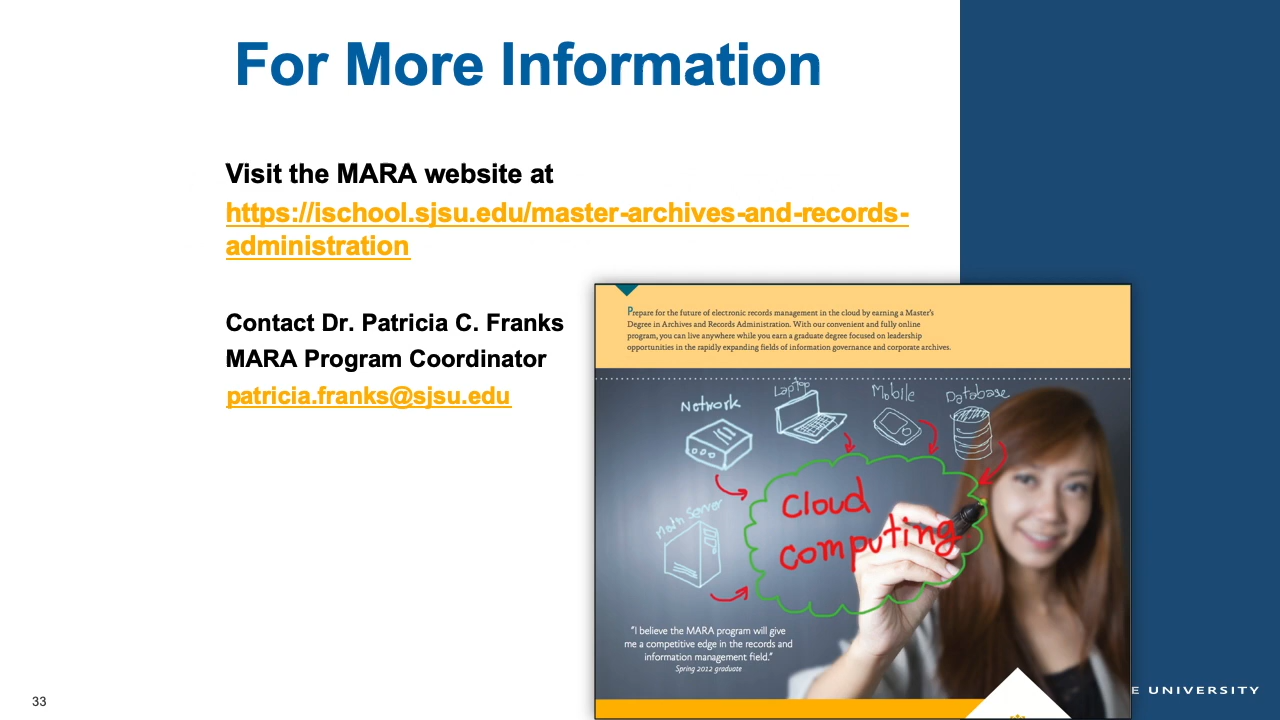 For More Information
Visit the MARA website at
https://ischool.sjsu.edu/master-archives-and-records-
administration
Contact Dr. Patricia C. Franks
MARA Program Coordinator
patricia.franks@sjsu.edu
Prepare for the future of electronic records management in the cloud by earning a Master's
Degree in Archives and Records Administration. With our convenient and fully online
program, you can live anywhere while you earn a graduate degree focused on leadership
opportunities in the rapidly expanding fields of information governance and corporate archives.
Network
Laptop
Mobile
Database
Main Server
Cloud
computing
"I believe the MARA program will give
me a competitive edge in the records and
information management field."
Spring 2012 graduate
33
E UNIVERSITY